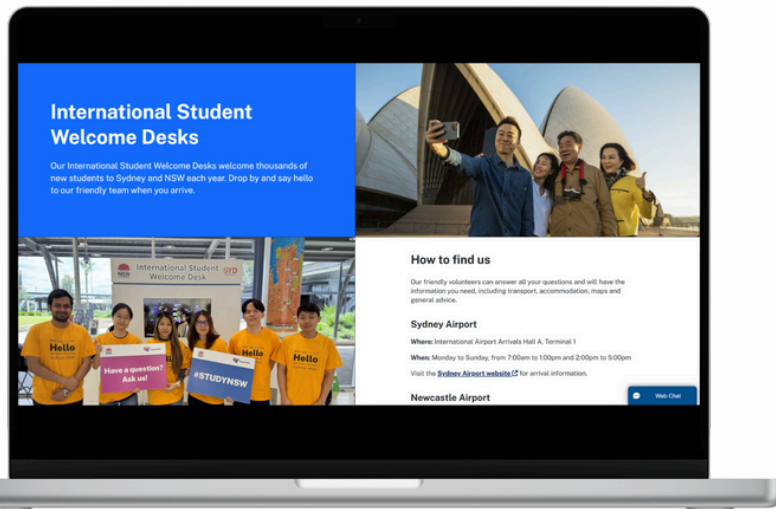 International Student
Welcome Desks
Our International Student Welcome Desks welcome thousands of
new students to Sydney and NSW each year. Drop by and say hello
to our friendly team when you arrive.
NSW
International Student
Welcome Desk
SYD
Hello
Hello
Hello
Have a question?
Ask us!
#STUDYNSW
How to find us
Our friendly volunteers can answer all your questions and will have the
information you need, including transport, accommodation, maps and
general advice.
Sydney Airport
Where: International Airport Arrivals Hall A, Terminal 1
When: Monday to Sunday, from 7:00am to 1:00pm and 2:00pm to 5:00pm
Visit the Sydney Airport website for arrival information.
Newcastle Airport
Web Chat